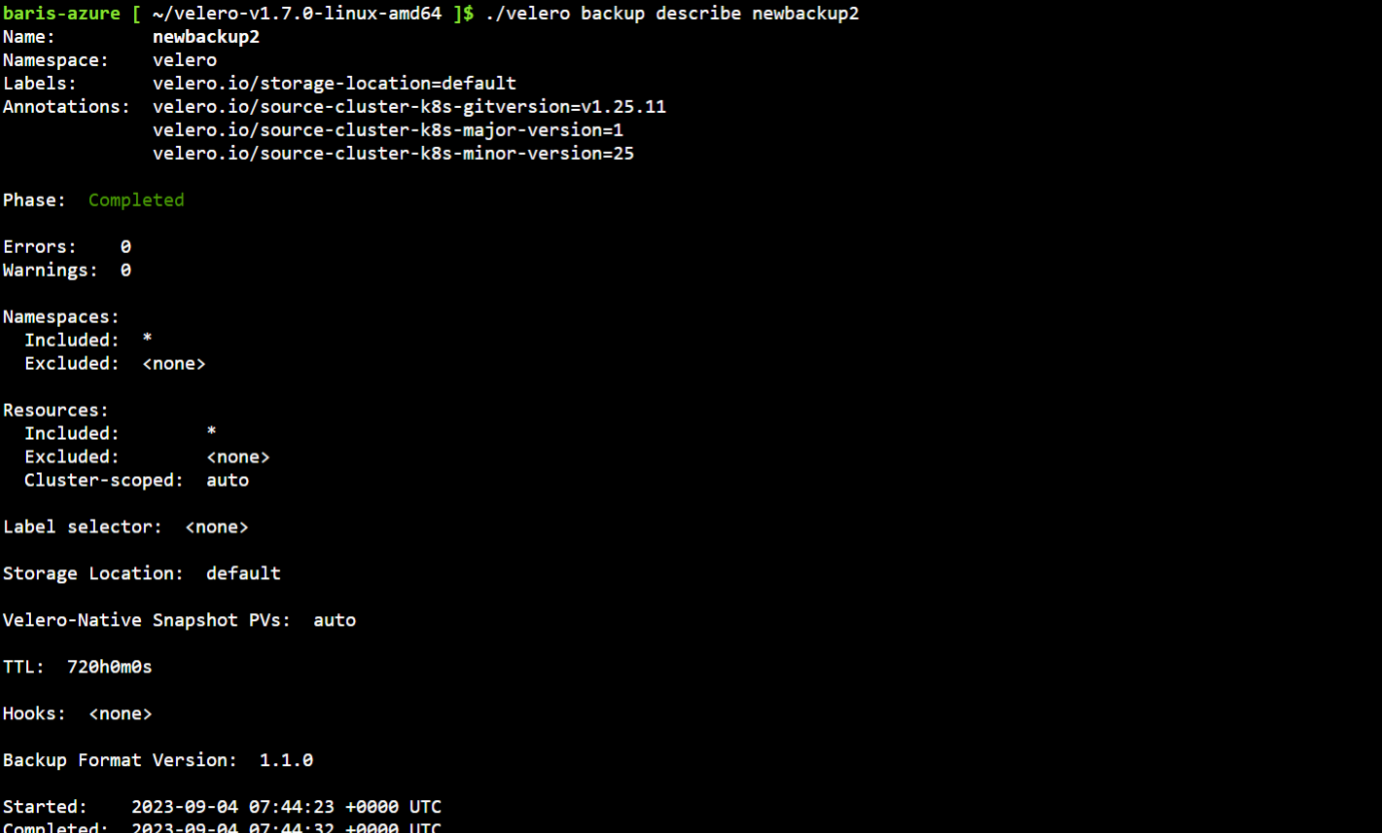 baris-azure [ ~/velero-v1.7.0-linux-amd64 ]$ ./velero backup describe newbackup2
Name:         newbackup2
Namespace:    velero
Labels:       velero.io/storage-location=default
Annotations:  velero.io/source-cluster-k8s-gitversion=v1.25.11
              velero.io/source-cluster-k8s-major-version=1
              velero.io/source-cluster-k8s-minor-version=25

Phase:  Completed

Errors:    0
Warnings:  0

Namespaces:
  Included:  *
  Excluded:  <none>

Resources:
  Included:        *
  Excluded:        <none>
  Cluster-scoped:  auto

Label selector:  <none>

Storage Location:  default

Velero-Native Snapshot PVs:  auto

TTL:  720h0m0s

Hooks:  <none>

Backup Format Version:  1.1.0

Started:    2023-09-04 07:44:23 +0000 UTC
Completed:  2023-09-04 07:44:32 +0000 UTC